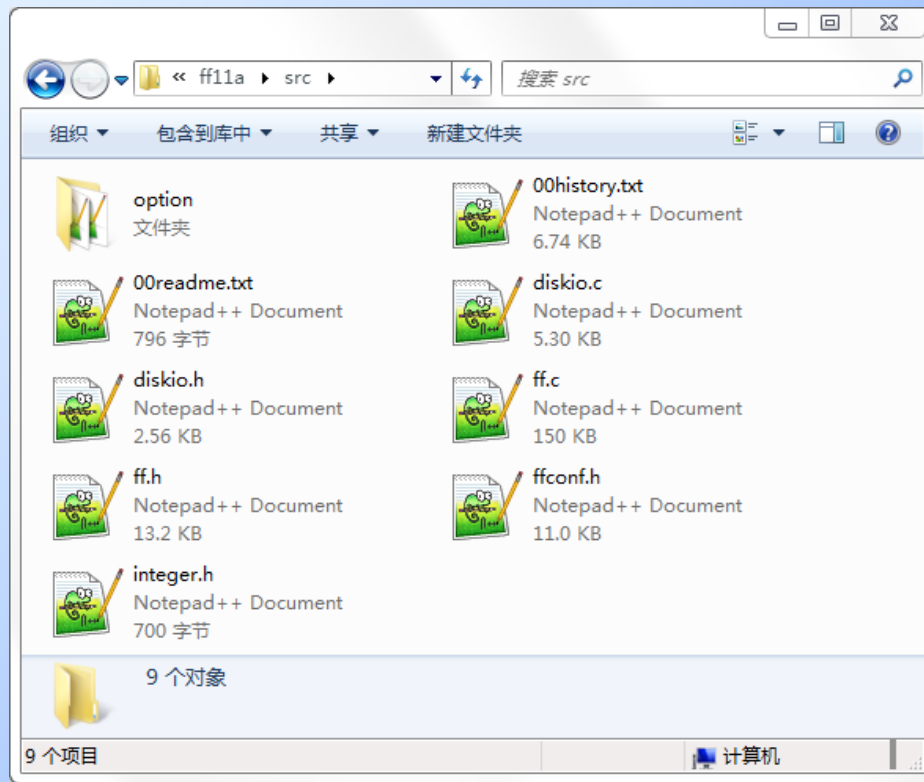 « ff11a src
搜索 src
组织 包含到库中 共享 新建文件夹
option
文件夹
00history.txt
Notepad++ Document
6.74 KB
00readme.txt
Notepad++ Document
796 字节
diskio.c
Notepad++ Document
5.30 KB
diskio.h
Notepad++ Document
2.56 KB
ff.c
Notepad++ Document
150 KB
ff.h
Notepad++ Document
13.2 KB
ffconf.h
Notepad++ Document
11.0 KB
integer.h
Notepad++ Document
700 字节
9 个对象
9 个项目
计算机